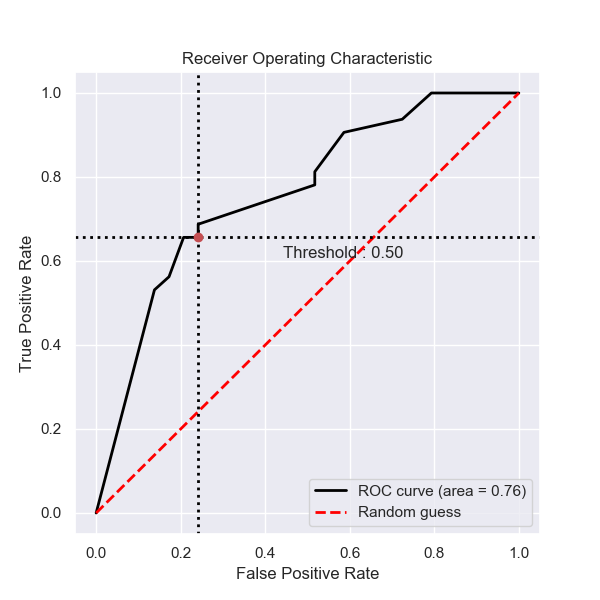 Receiver Operating Characteristic
True Positive Rate
1.0
0.8
0.6
0.4
0.2
0.0
Threshold : 0.50
ROC curve (area = 0.76)
Random guess
0.0 0.2 0.4 0.6 0.8 1.0
False Positive Rate